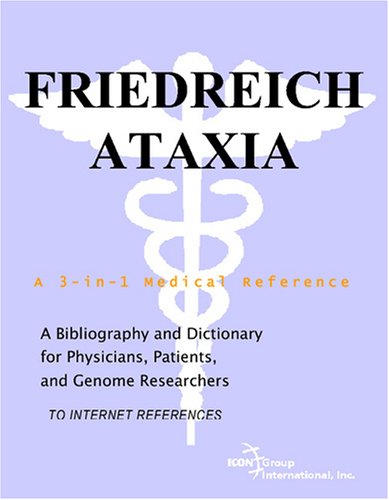 FRIEDREICH
ATAXIA
A 3-in-1 Medical Reference
A Bibliography and Dictionary
for Physicians, Patients,
and Genome Researchers
TO INTERNET REFERENCES
ICON Group
International, Inc.